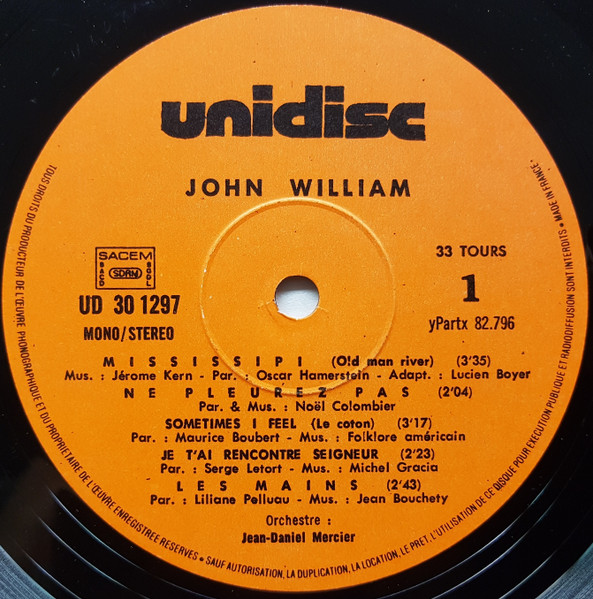 unidisc
JOHN WILLIAM
SACEM
SACD SDRM SGDL
UD 30 1297
MONO/STEREO
33 TOURS
1
yPartx 82.796
MISSISSIPI (O!d man river) (3'35)
Mus. : Jérome Kern - Par. : Oscar Hamerstein - Adapt. : Lucien Boyer
NE PLEUREZ PAS (2'04)
Par. & Mus. : Noël Colombier
SOMETIMES I FEEL (Le coton) (3'17)
Par. : Maurice Boubert - Mus. : Folklore américain
JE T'AI RENCONTRE SEIGNEUR (2'23)
Par. : Serge Letort - Mus. : Michel Gracia
LES MAINS (2'43)
Par. : Liliane Pelluau - Mus. : Jean Bouchety
Orchestre :
Jean-Daniel Mercier
TOUS DROITS DU PRODUCTEUR DE L'ŒUVRE PHONOGRAPHIQUE ET DU PROPRIETAIRE DE L'ŒUVRE ENREGISTREE RESERVES • SAUF AUTORISATION, LA DUPLICATION, LA LOCATION, LE PRET, L'UTILISATION DE CE DISQUE POUR EXECUTION PUBLIQUE ET RADIODIFFUSION SONT INTERDITS • MADE IN FRANCE •